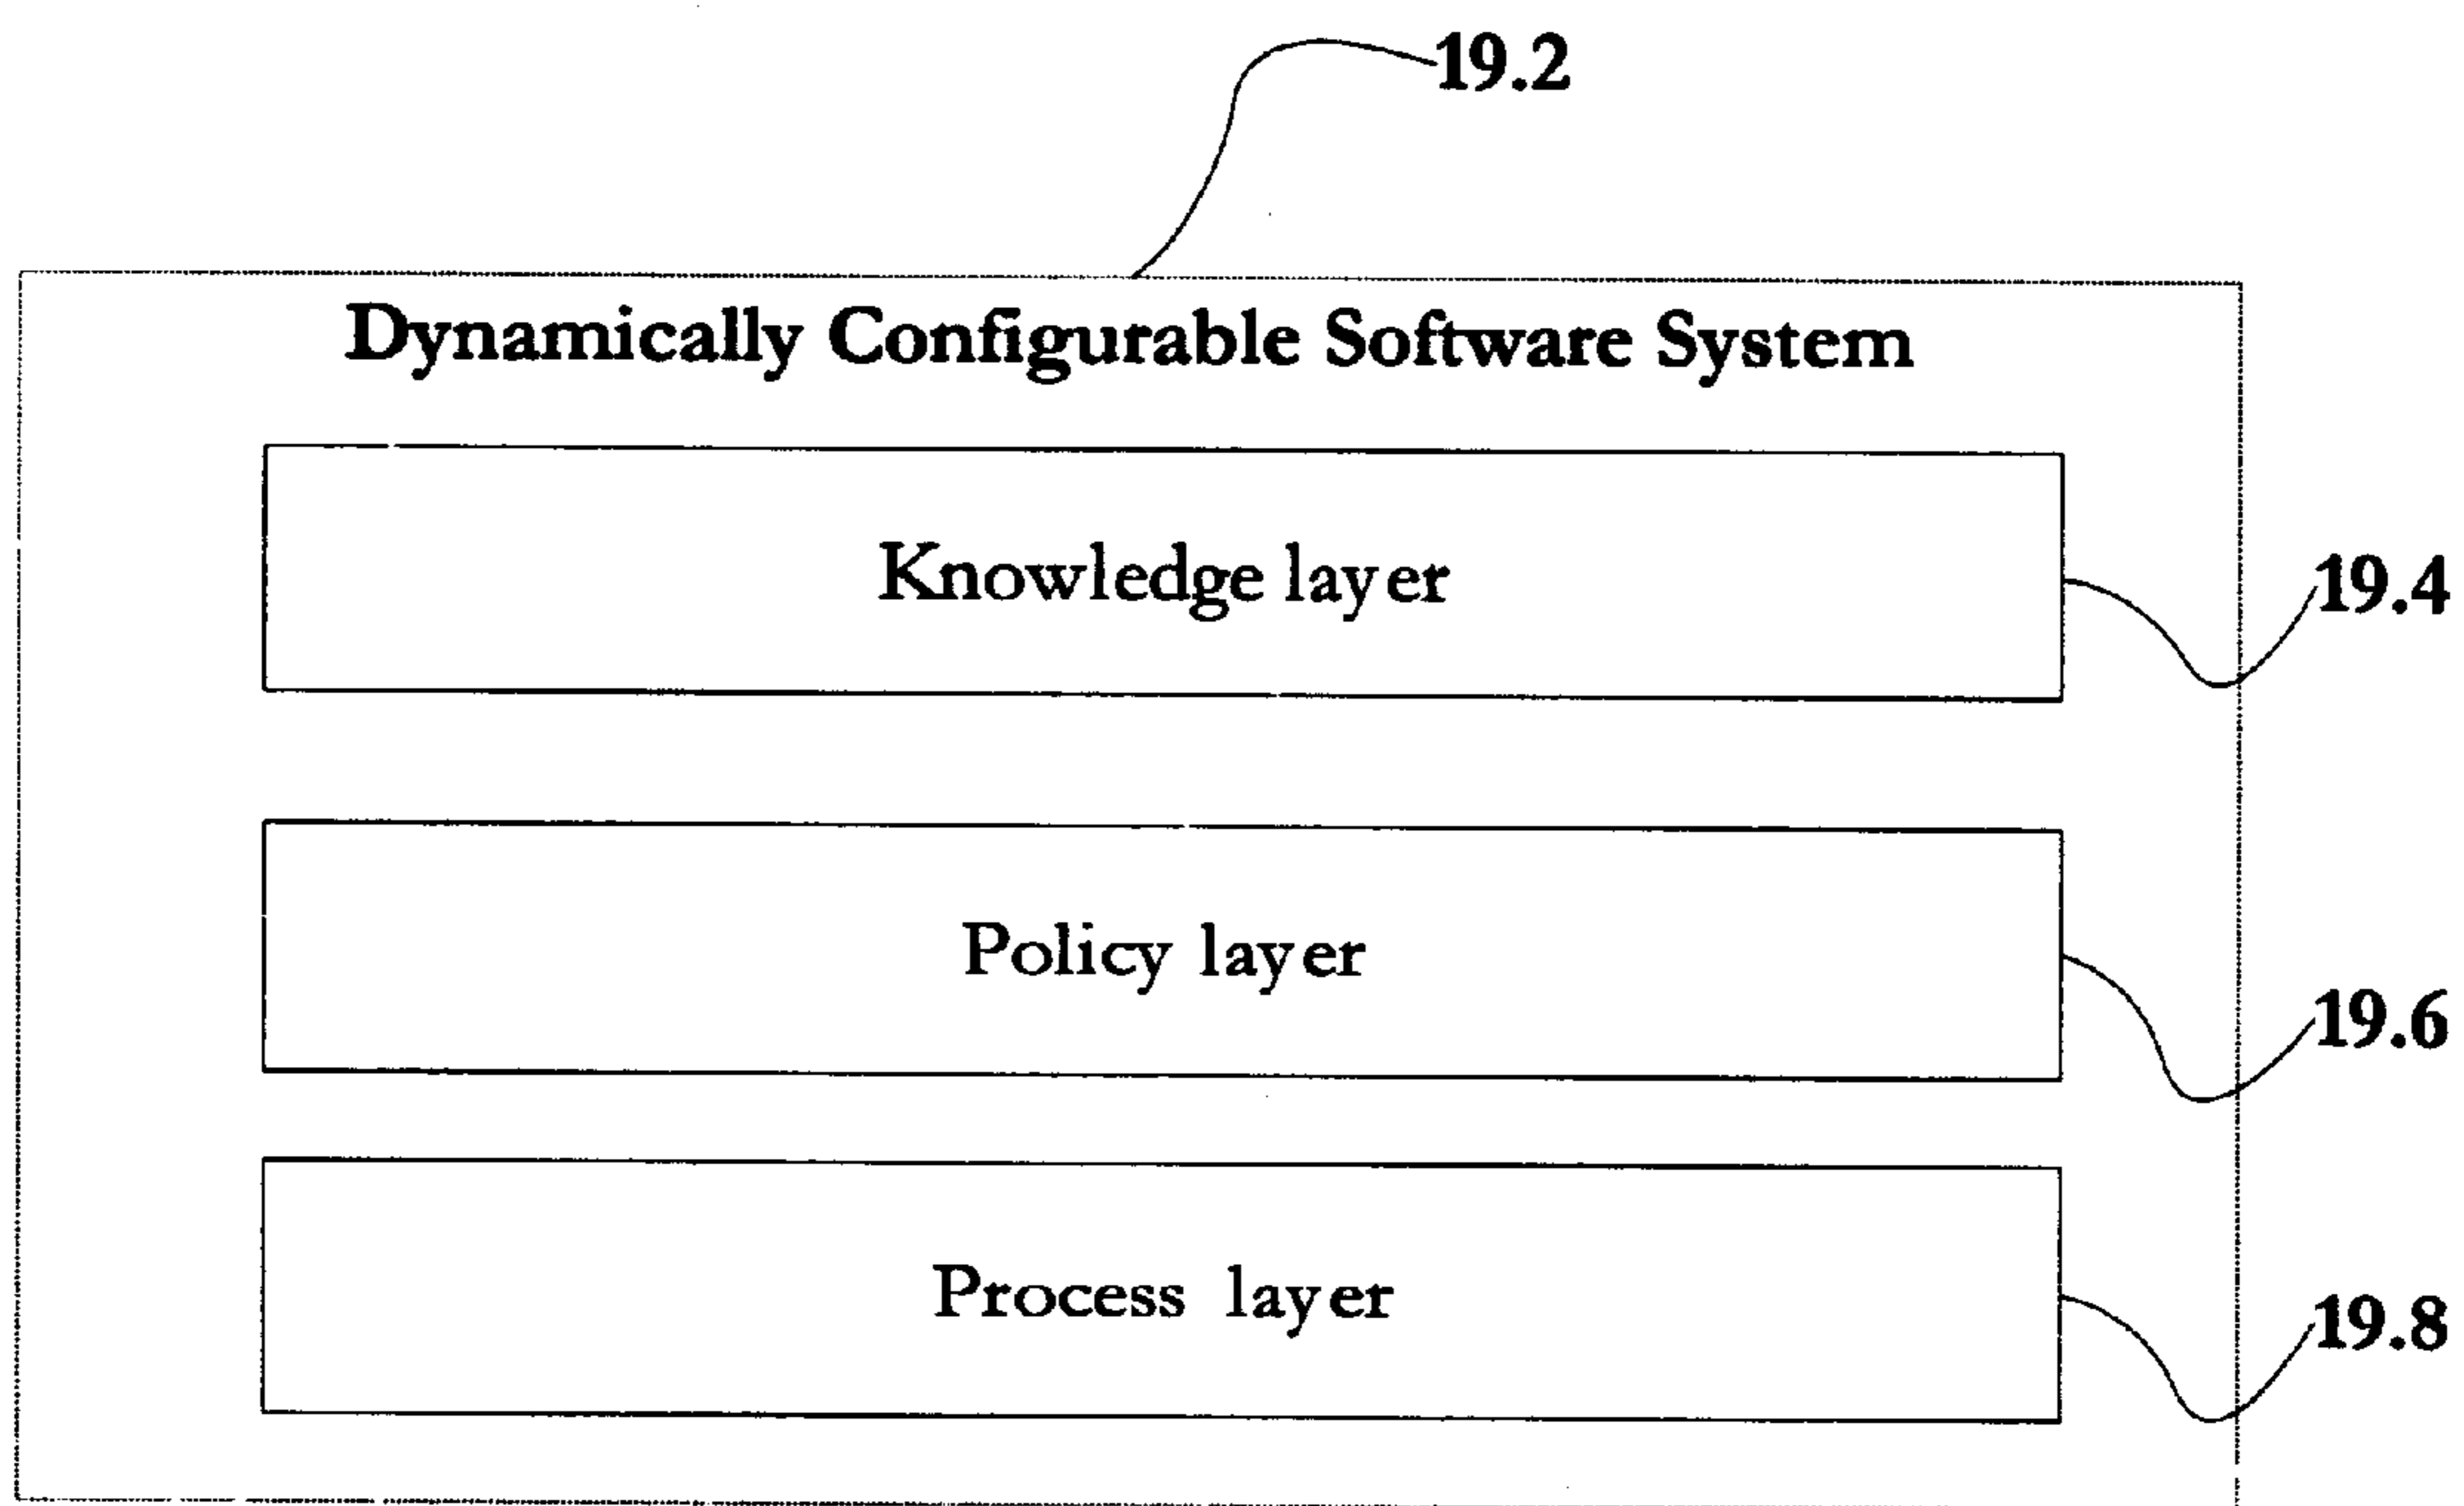 19.2
Dynamically Configurable Software System
Knowledge layer
19.4
Policy layer
19.6
Process layer
19.8